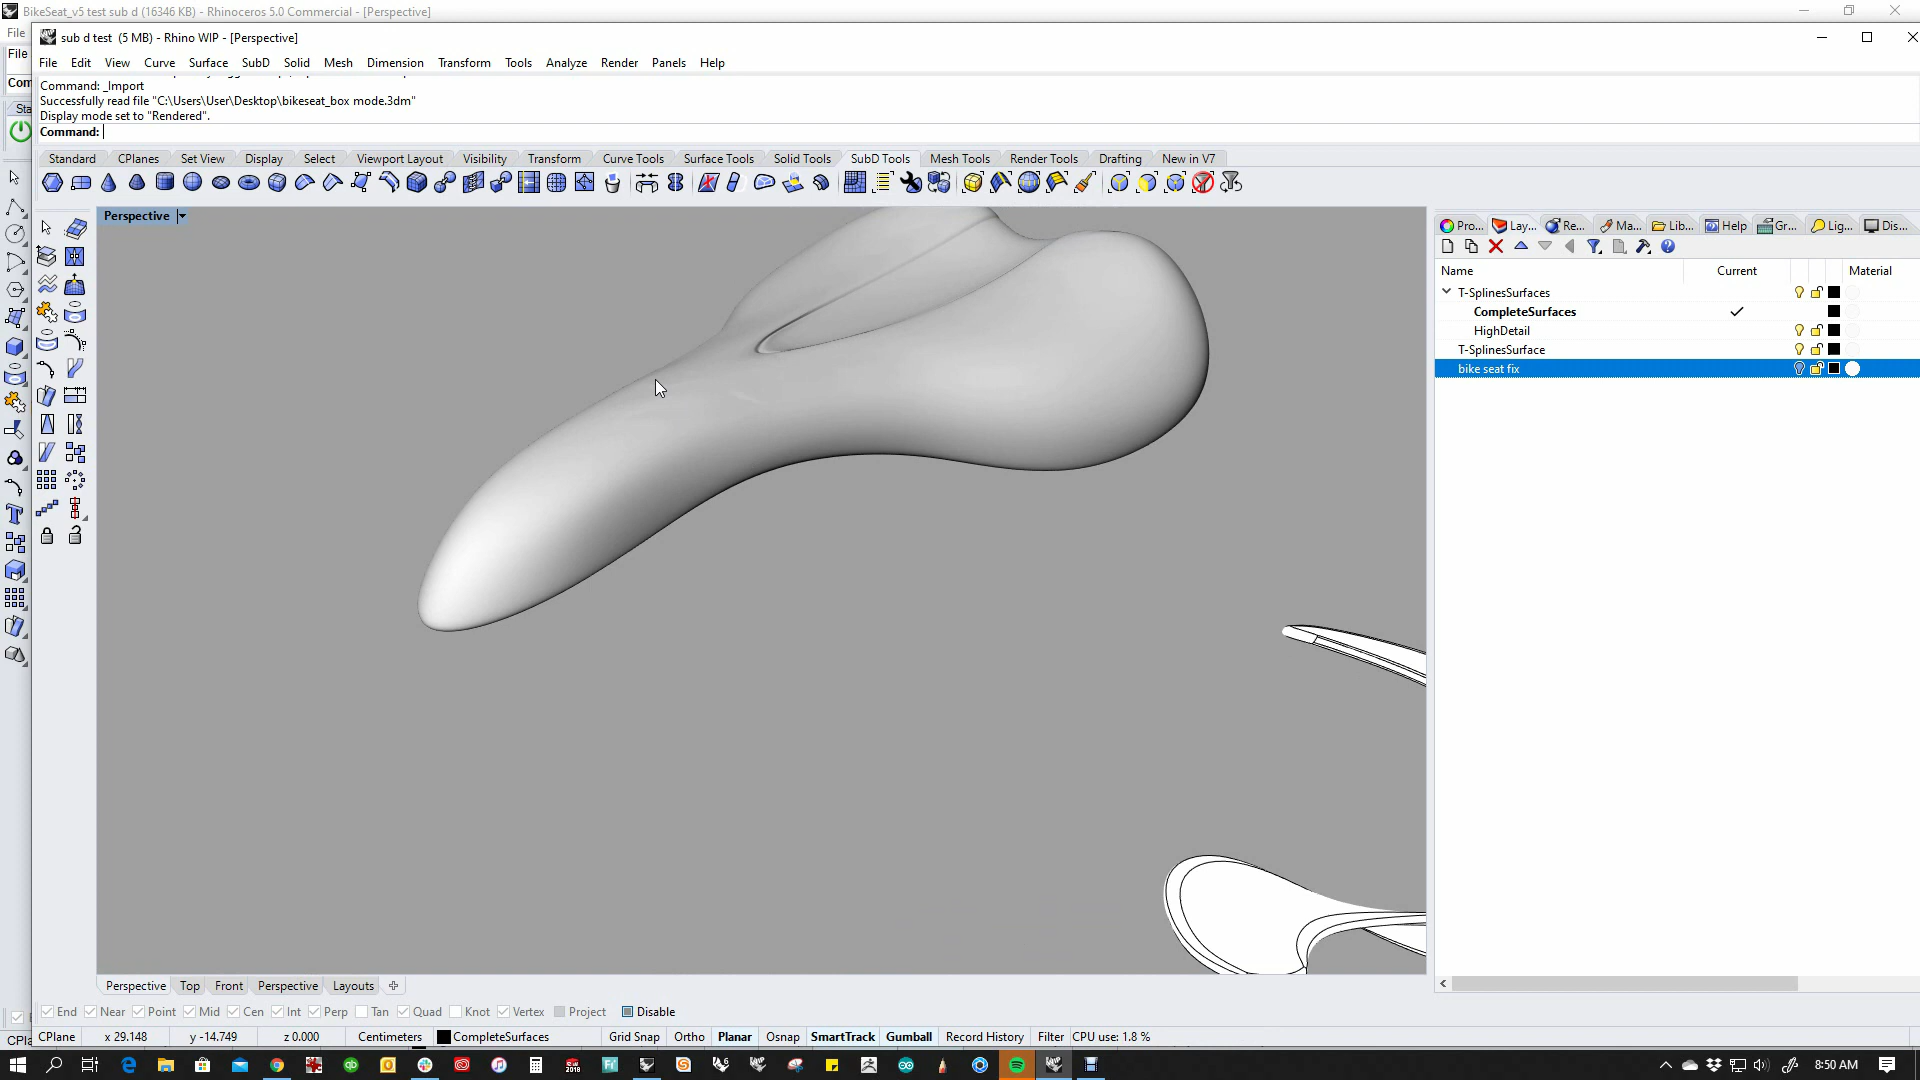 BikeSeat_v5 test sub d (16346 KB) - Rhinoceros 5.0 Commercial - [Perspective]
File
sub d test (5 MB) - Rhino WIP - [Perspective]
File
Com
Sta
File Edit View Curve Surface SubD Solid Mesh Dimension Transform Tools Analyze Render Panels Help
Command: _Import
Successfully read file "C:\Users\User\Desktop\bikeseat_box mode.3dm"
Display mode set to "Rendered".
Command:
Standard CPlanes Set View Display Select Viewport Layout Visibility Transform Curve Tools Surface Tools Solid Tools SubD Tools Mesh Tools Render Tools Drafting New in V7
Perspective
Pro... Lay... Re... Ma... Lib... Help Gr... Lig... Dis...
Name Current Material
T-SplinesSurfaces
CompleteSurfaces
HighDetail
T-SplinesSurface
bike seat fix
Perspective Top Front Perspective Layouts
End Near Point Mid Cen Int Perp Tan Quad Knot Vertex Project Disable
CPla
CPlane x 29.148 y -14.749 z 0.000 Centimeters CompleteSurfaces Grid Snap Ortho Planar Osnap SmartTrack Gumball Record History Filter CPU use: 1.8 %
8:50 AM